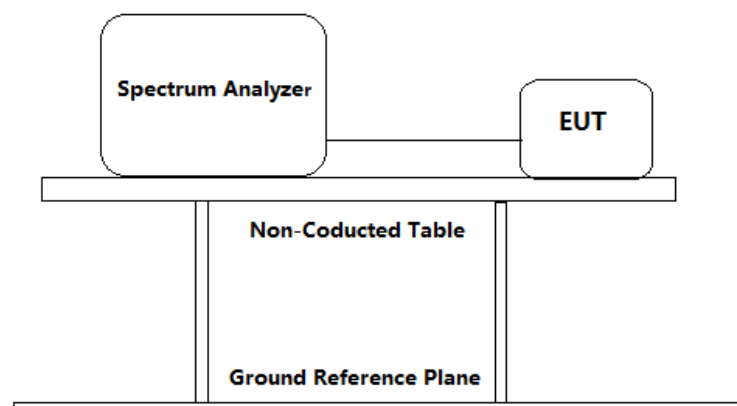 Spectrum Analyzer
EUT
Non-Coducted Table
Ground Reference Plane